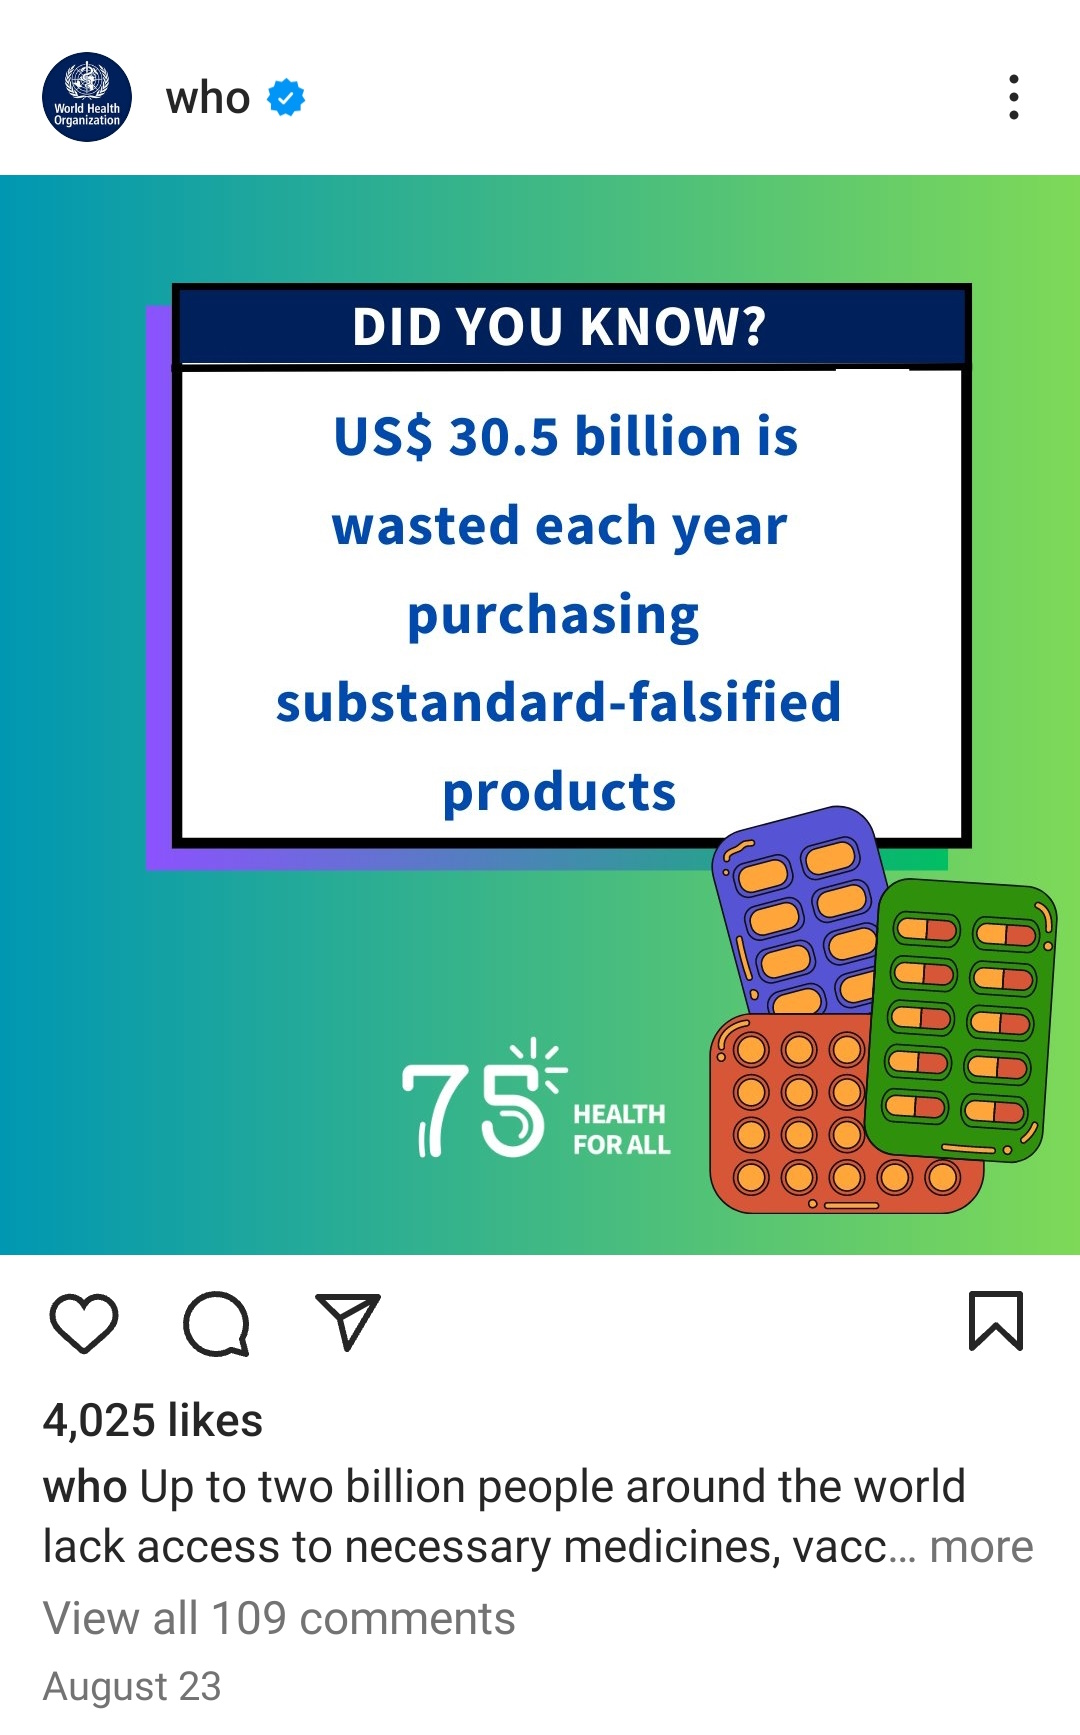 World Health
Organization
who
DID YOU KNOW?
US$ 30.5 billion is
wasted each year
purchasing
substandard-falsified
products
75
HEALTH
FOR ALL
4,025 likes
who Up to two billion people around the world
lack access to necessary medicines, vacc... more
View all 109 comments
August 23